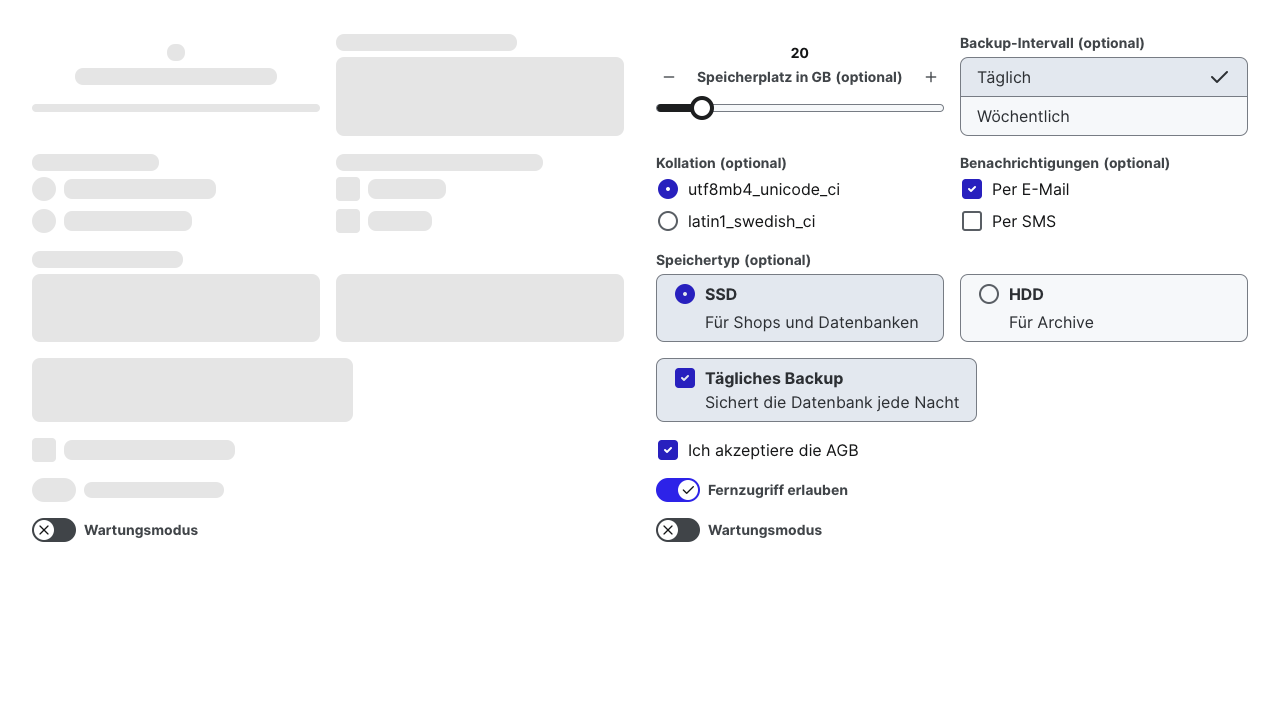 20
Speicherplatz in GB (optional)
Backup-Intervall (optional)
Täglich
Wöchentlich
Kollation (optional)
utf8mb4_unicode_ci
latin1_swedish_ci
Benachrichtigungen (optional)
Per E-Mail
Per SMS
Speichertyp (optional)
SSD
Für Shops und Datenbanken
HDD
Für Archive
Tägliches Backup
Sichert die Datenbank jede Nacht
Ich akzeptiere die AGB
Fernzugriff erlauben
Wartungsmodus
Wartungsmodus